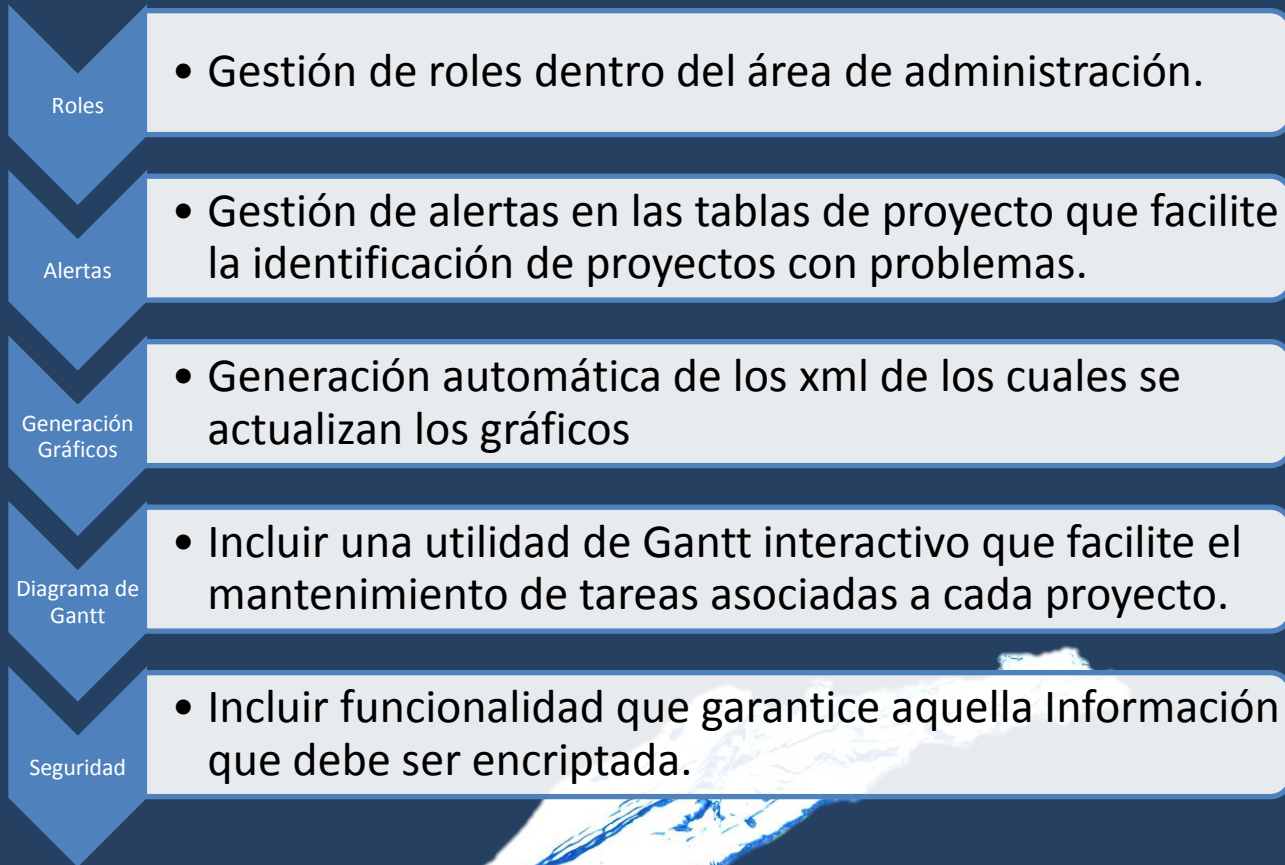 Roles
• Gestión de roles dentro del área de administración.
Alertas
• Gestión de alertas en las tablas de proyecto que facilite
la identificación de proyectos con problemas.
Generación
Gráficos
• Generación automática de los xml de los cuales se
actualizan los gráficos
Diagrama de
Gantt
• Incluir una utilidad de Gantt interactivo que facilite el
mantenimiento de tareas asociadas a cada proyecto.
Seguridad
• Incluir funcionalidad que garantice aquella Información
que debe ser encriptada.